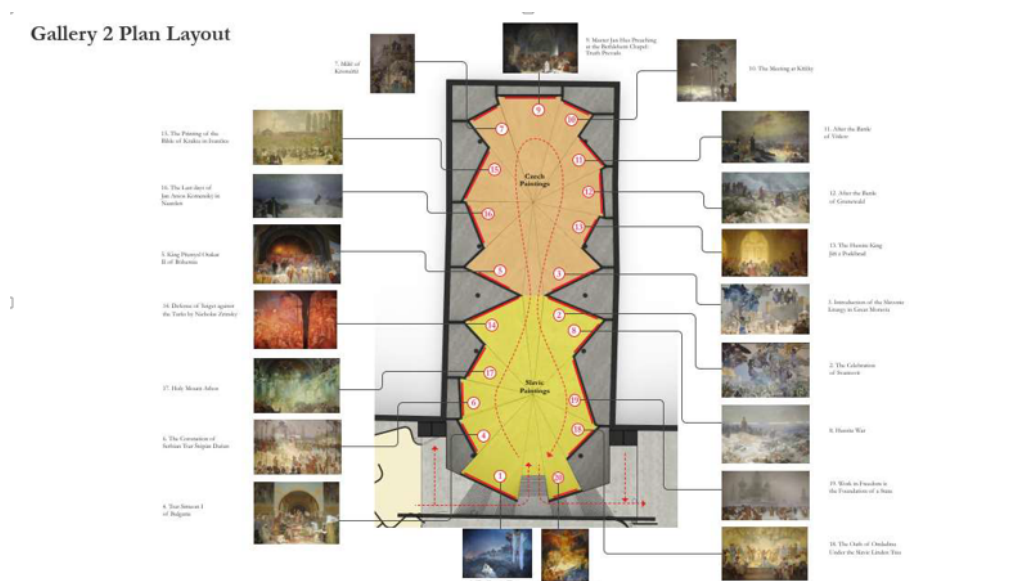 Gallery 2 Plan Layout
7. Milič of
Kroměříž
9. Master Jan Hus Preaching
at the Bethlehem Chapel:
Truth Prevails
10. The Meeting at Křížky
15. The Printing of the
Bible of Kralice in Ivančice
16. The Last days of
Jan Amos Komenský in
Naarden
5. King Přemysl Otakar
II of Bohemia
14. Defense of Sziget against
the Turks by Nicholas Zrinsky
17. Holy Mount Athos
6. The Coronation of
Serbian Tsar Štěpán Dušan
4. Tsar Simeon I
of Bulgaria
11. After the Battle
of Vítkov
12. After the Battle
of Grunewald
13. The Hussite King
Jiří z Poděbrad
3. Introduction of the Slavonic
Liturgy in Great Moravia
2. The Celebration
of Svantovit
8. Hussite War
19. Work in Freedom is
the Foundation of a State
18. The Oath of Omladina
Under the Slavic Linden Tree
9
7
10
15
11
Czech
Paintings
12
16
13
5
3
2
14
8
17
Slavic
Paintings
6
19
4
18
1
20